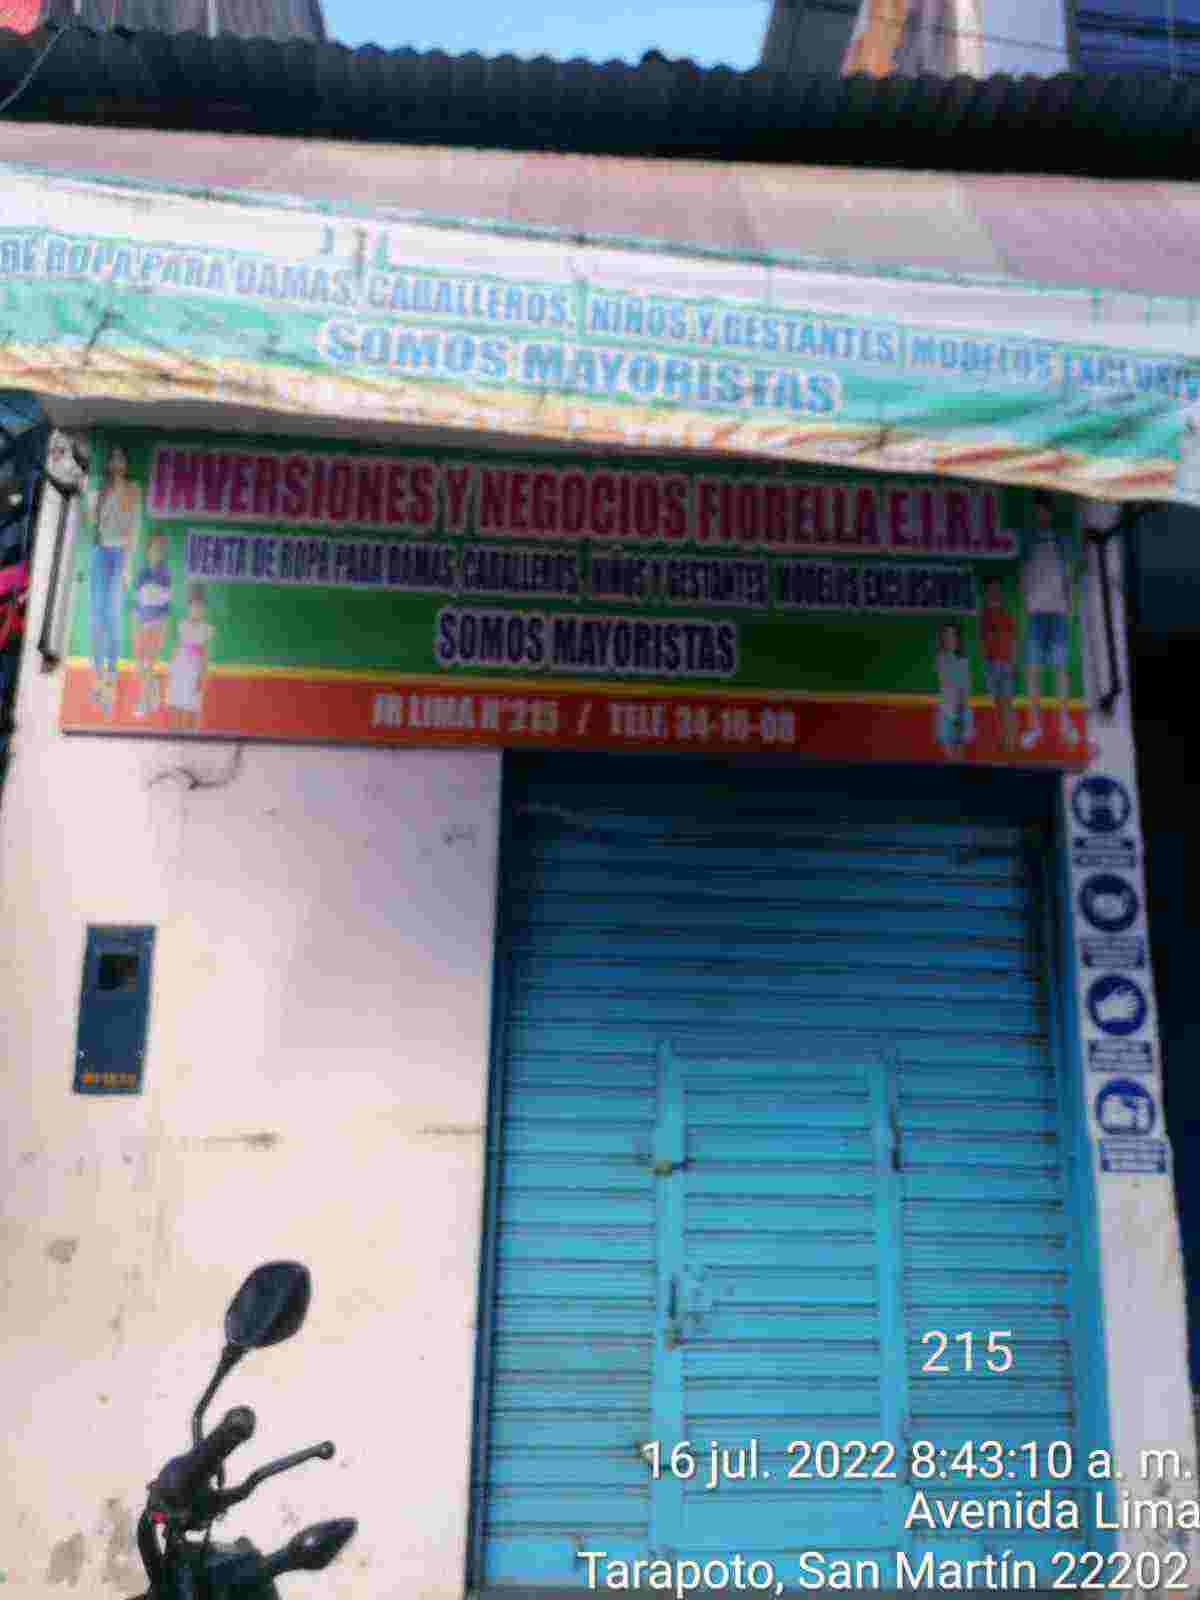 DE ROPA PARA DAMAS, CABALLEROS, NIÑOS Y GESTANTES MODELOS EXCLUSIV
SOMOS MAYORISTAS
INVERSIONES Y NEGOCIOS FIORELLA E.I.R.L.
VENTA DE ROPA PARA DAMAS, CABALLEROS, NIÑOS Y GESTANTES, MODELOS EXCLUSIVOS
SOMOS MAYORISTAS
JR LIMA N°215 / TELF. 34-10-08
215
16 jul. 2022 8:43:10 a. m.
Avenida Lima
Tarapoto, San Martín 22202